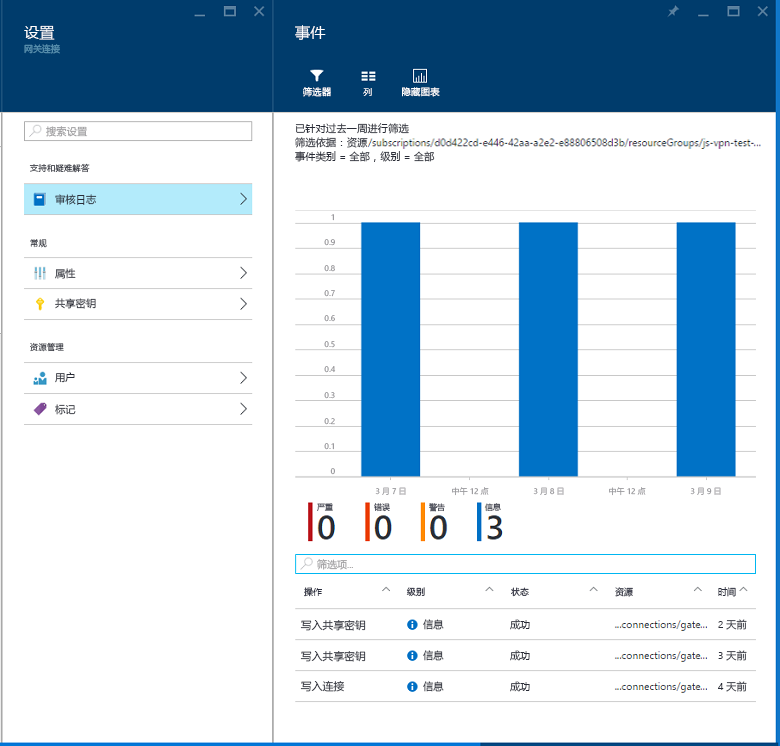 设置
网关连接
搜索设置
支持和疑难解答
审核日志
常规
属性
共享密钥
资源管理
用户
标记
事件
筛选器
列
隐藏图表
已针对过去一周进行筛选
筛选依据：资源/subscriptions/d0d422cd-e446-42aa-a2e2-e88806508d3b/resourceGroups/js-vpn-test-...
事件类别 = 全部，级别 = 全部
1
0.9
0.8
0.7
0.6
0.5
0.4
0.3
0.2
0.1
0
3 月 7 日 中午 12 点 3 月 8 日 中午 12 点 3 月 9 日
严重 错误 警告 信息
0 0 0 3
筛选项...
操作 级别 状态 资源 时间
写入共享密钥 信息 成功 ...connections/gate... 2 天前
写入共享密钥 信息 成功 ...connections/gate... 3 天前
写入连接 信息 成功 ...connections/gate... 4 天前